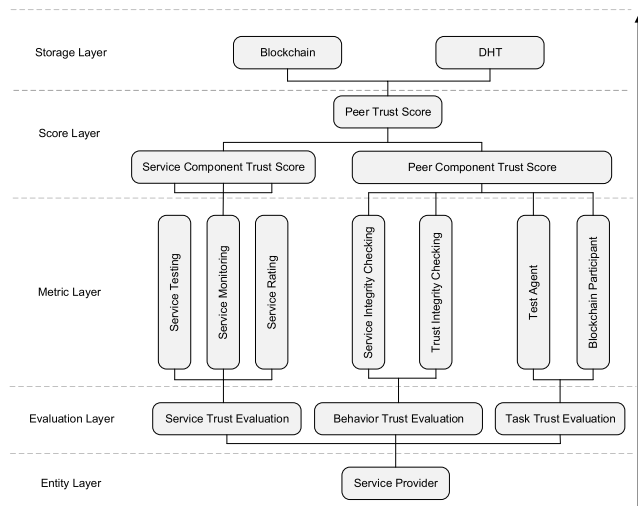 Storage Layer
Blockchain
DHT
Peer Trust Score
Score Layer
Service Component Trust Score
Peer Component Trust Score
Metric Layer
Service Testing
Service Monitoring
Service Rating
Service Integrity Checking
Trust Integrity Checking
Test Agent
Blockchain Participant
Evaluation Layer
Service Trust Evaluation
Behavior Trust Evaluation
Task Trust Evaluation
Entity Layer
Service Provider